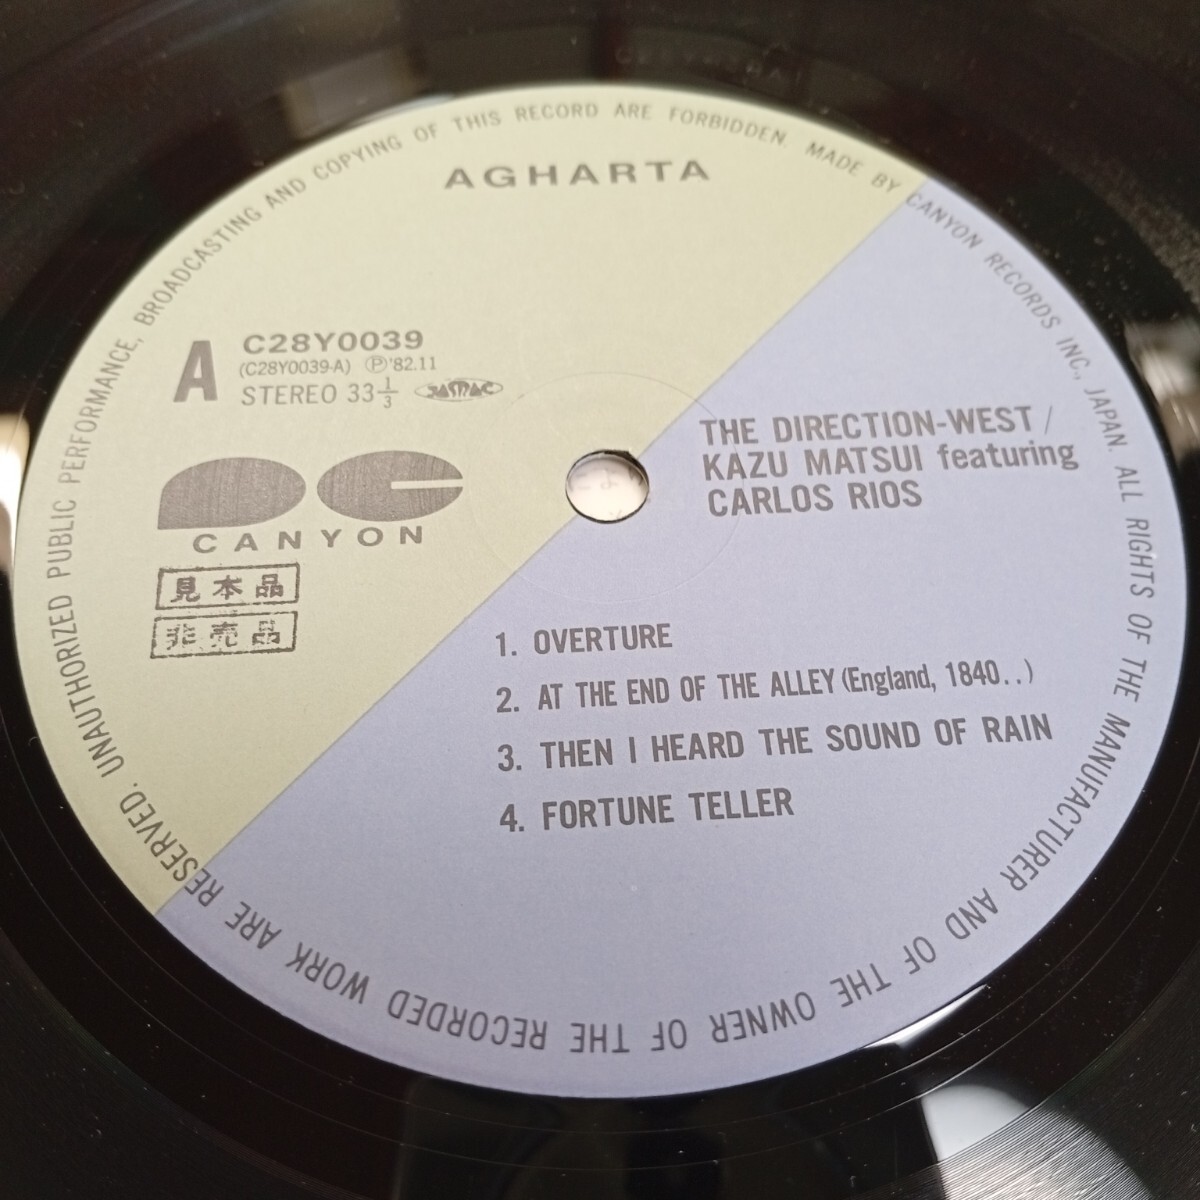 AGHARTA
A
C28Y0039
(C28Y0039-A) Ⓟ'82.11
STEREO 33 1/3
JASRAC
CANYON
見本品
非売品
THE DIRECTION-WEST /
KAZU MATSUI featuring
CARLOS RIOS
1. OVERTURE
2. AT THE END OF THE ALLEY (England, 1840..)
3. THEN I HEARD THE SOUND OF RAIN
4. FORTUNE TELLER
MADE BY CANYON RECORDS INC., JAPAN. ALL RIGHTS OF THE MANUFACTURER AND OF THE OWNER OF THE RECORDED WORK ARE RESERVED. UNAUTHORIZED PUBLIC PERFORMANCE, BROADCASTING AND COPYING OF THIS RECORD ARE FORBIDDEN.